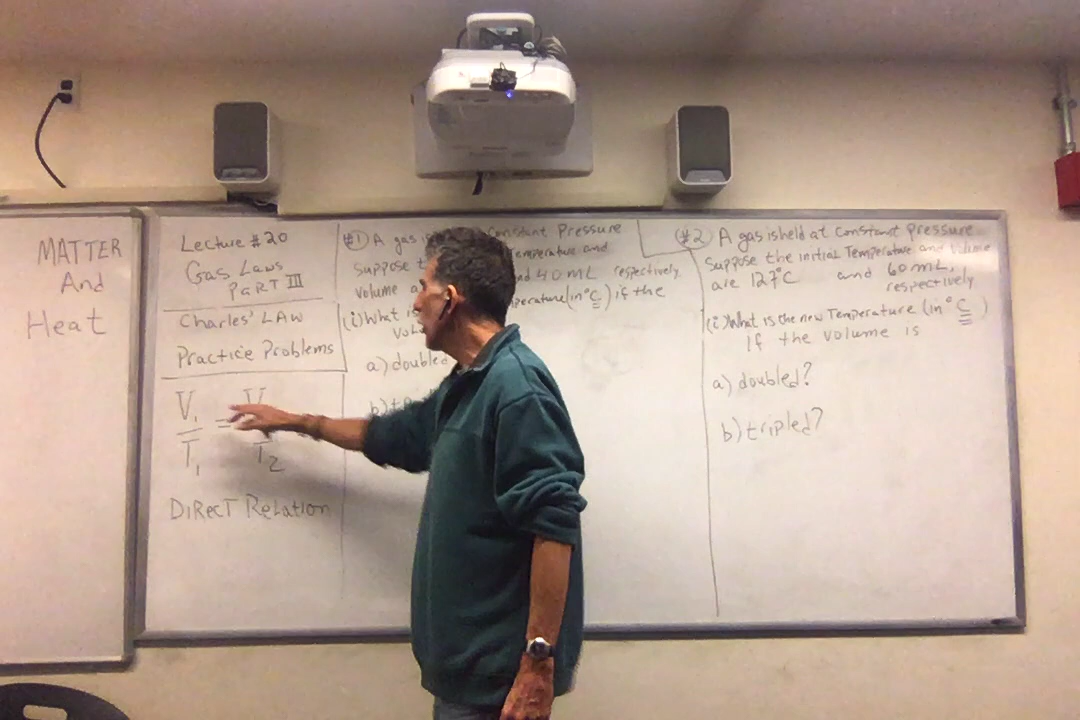 MATTER
And
Heat
Lecture #20
Gas Laws
PART III
Charles' LAW
Practice Problems
V1 = V
T1 T2
DIRecT Relation
#1) A gas is Constant Pressure
Suppose Temperature and
Volume and 40 mL respectively
(i) What (in °C) if the
a) doubled
#2) A gas is held at Constant Pressure
Suppose the initial Temperature and Volume
are 127°C and 60 mL,
respectively
(i) What is the new Temperature (in °C)
If the volume is
a) doubled?
b) tripled?